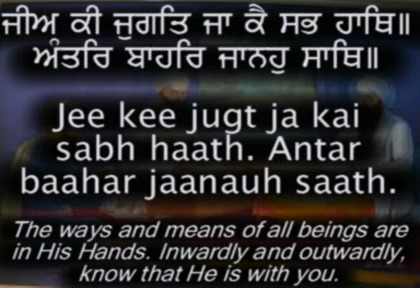 ਜੀਅ ਕੀ ਜੁਗਤਿ ਜਾ ਕੈ ਸਭ ਹਾਥਿ॥
ਅੰਤਰਿ ਬਾਹਰਿ ਜਾਨਹੁ ਸਾਥਿ॥
Jee kee jugt ja kai
sabh haath. Antar
baahar jaanauh saath.
The ways and means of all beings are
in His Hands. Inwardly and outwardly,
know that He is with you.